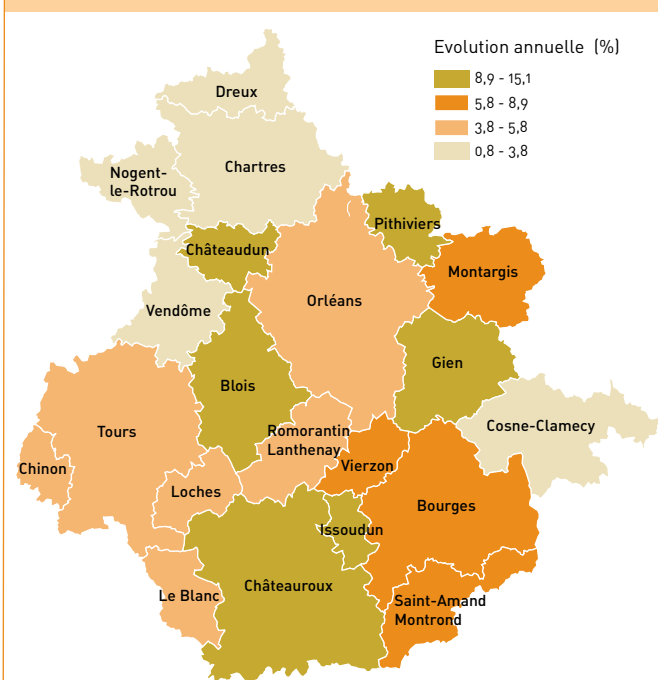 Evolution annuelle (%)
8,9 - 15,1
5,8 - 8,9
3,8 - 5,8
0,8 - 3,8
Dreux
Chartres
Nogent-
le-Rotrou
Pithiviers
Châteaudun
Montargis
Orléans
Vendôme
Gien
Blois
Cosne-Clamecy
Tours
Romorantin
Lanthenay
Chinon
Vierzon
Loches
Bourges
Issoudun
Châteauroux
Le Blanc
Saint-Amand
Montrond